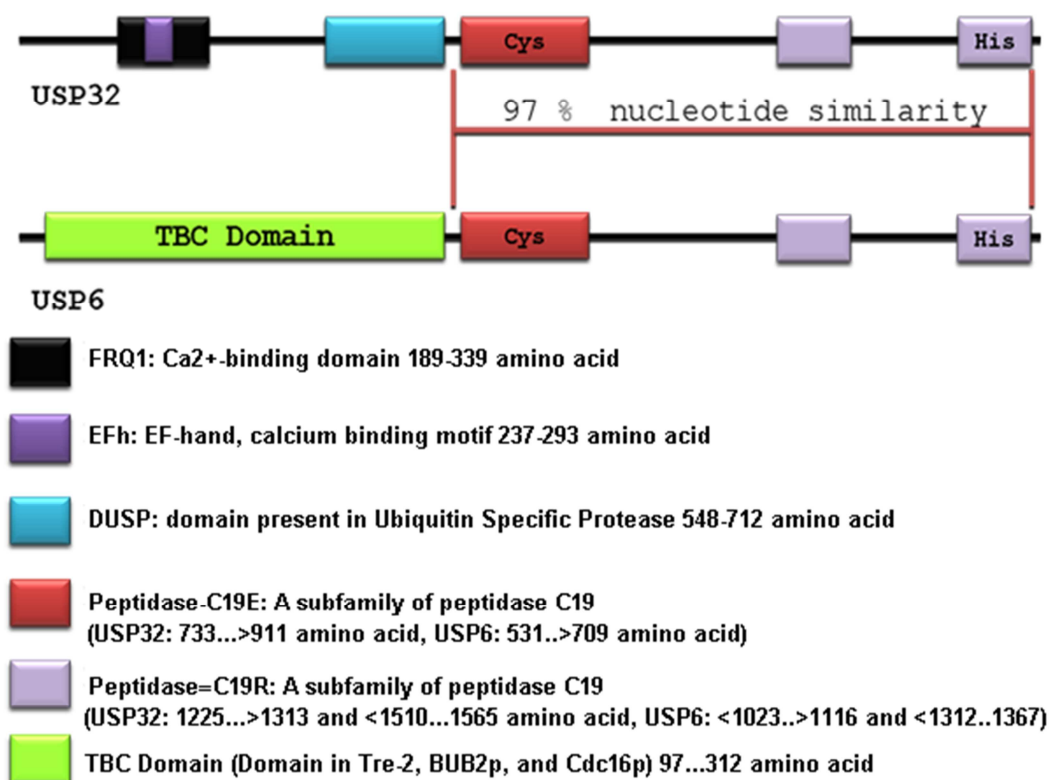 Cys
His
USP32
97 % nucleotide similarity
TBC Domain
Cys
His
USP6
FRQ1: Ca2+-binding domain 189-339 amino acid
EFh: EF-hand, calcium binding motif 237-293 amino acid
DUSP: domain present in Ubiquitin Specific Protease 548-712 amino acid
Peptidase-C19E: A subfamily of peptidase C19
(USP32: 733...>911 amino acid, USP6: 531..>709 amino acid)
Peptidase=C19R: A subfamily of peptidase C19
(USP32: 1225...>1313 and <1510...1565 amino acid, USP6: <1023..>1116 and <1312..1367)
TBC Domain (Domain in Tre-2, BUB2p, and Cdc16p) 97...312 amino acid